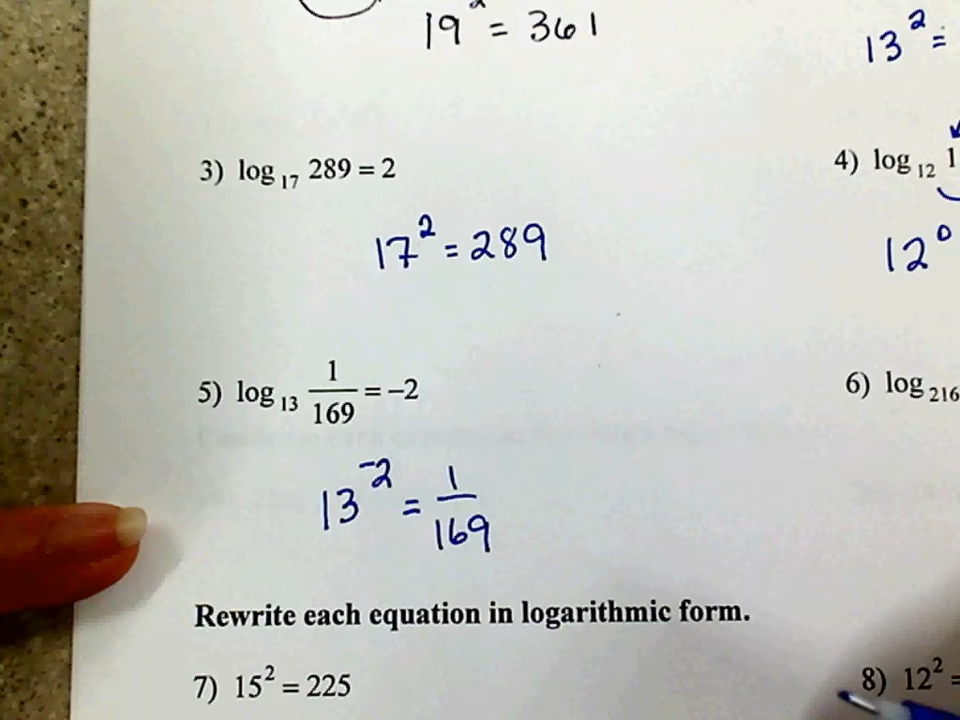 19² = 361
13² =
3) log₁₇ 289 = 2
4) log₁₂ 1
17² = 289
12⁰
5) log₁₃ 1/169 = –2
6) log₂₁₆
13⁻² = 1/169
Rewrite each equation in logarithmic form.
7) 15² = 225
8) 12² =